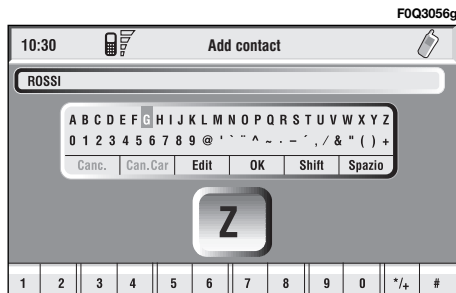 F0Q3056g
10:30 Add contact
ROSSI
A B C D E F G H I J K L M N O P Q R S T U V W X Y Z
0 1 2 3 4 5 6 7 8 9 @ ' ` ¨ ^ ~ . – ´ , / & " ( ) +
Canc. Can.Car Edit OK Shift Spazio
Z
1 2 3 4 5 6 7 8 9 0 */+ #